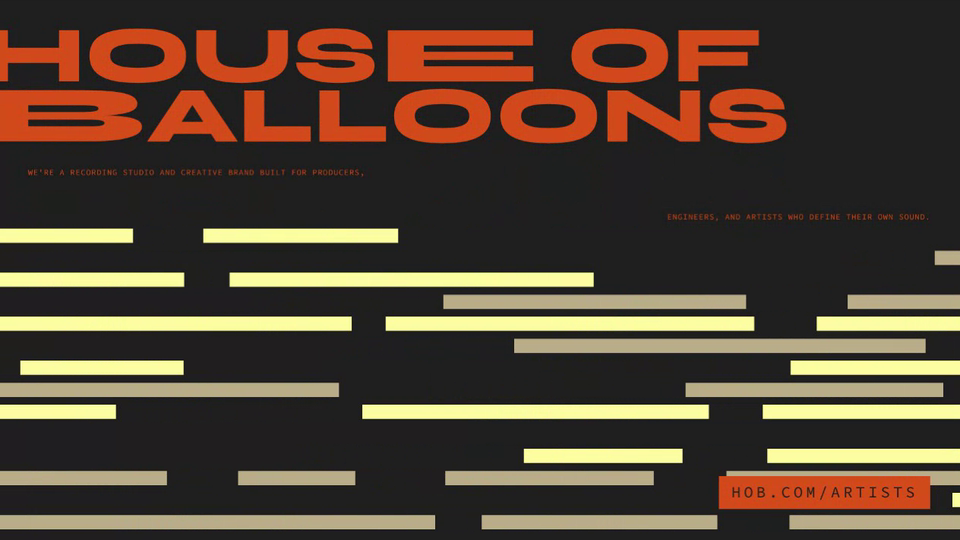 HOUSE OF
BALLOONS
WE'RE A RECORDING STUDIO AND CREATIVE BRAND BUILT FOR PRODUCERS,
ENGINEERS, AND ARTISTS WHO DEFINE THEIR OWN SOUND.
HOB.COM/ARTISTS